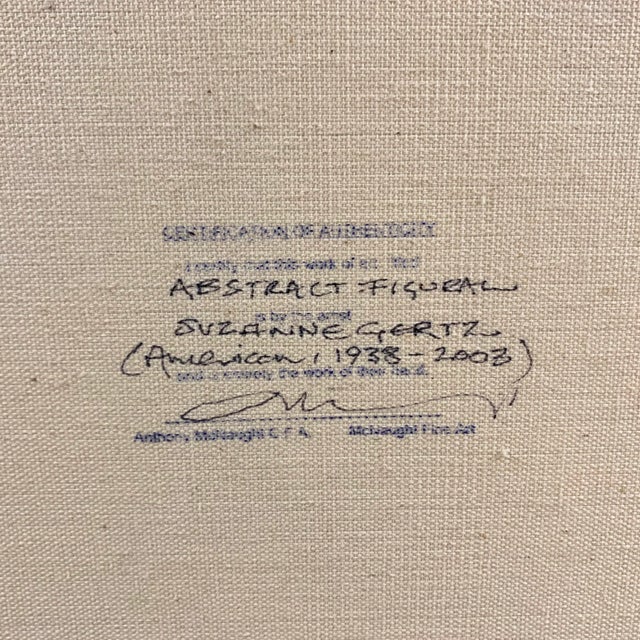 CERTIFICATION OF AUTHENTICITY
I certify that this work of art titled
ABSTRACT FIGURAL
is by the artist
SUZANNE GERTZ
(American, 1938-2003)
and is entirely the work of their hand.
Anthony McNaught C.F.A. McNaught Fine Art